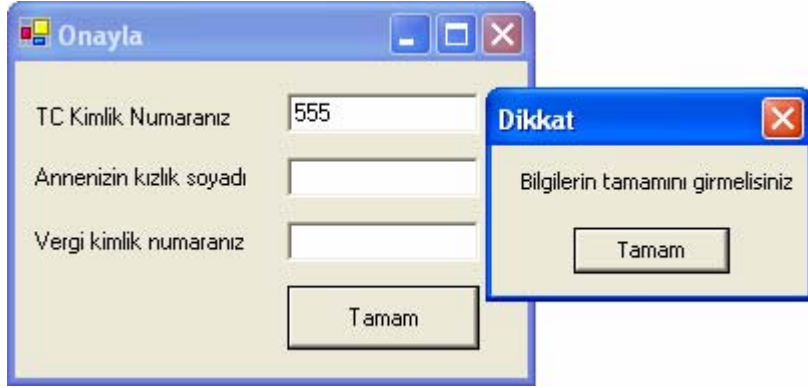 Onayla
TC Kimlik Numaranız
555
Annenizin kızlık soyadı
Vergi kimlik numaranız
Tamam
Dikkat
Bilgilerin tamamını girmelisiniz
Tamam